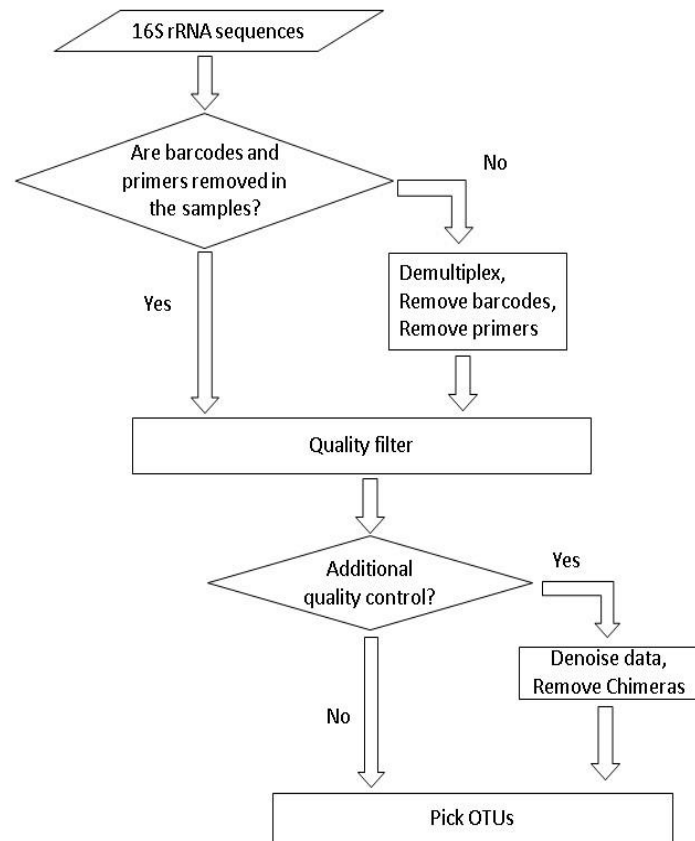 16S rRNA sequences
Are barcodes and
primers removed in
the samples?
No
Yes
Demultiplex,
Remove barcodes,
Remove primers
Quality filter
Additional
quality control?
Yes
No
Denoise data,
Remove Chimeras
Pick OTUs